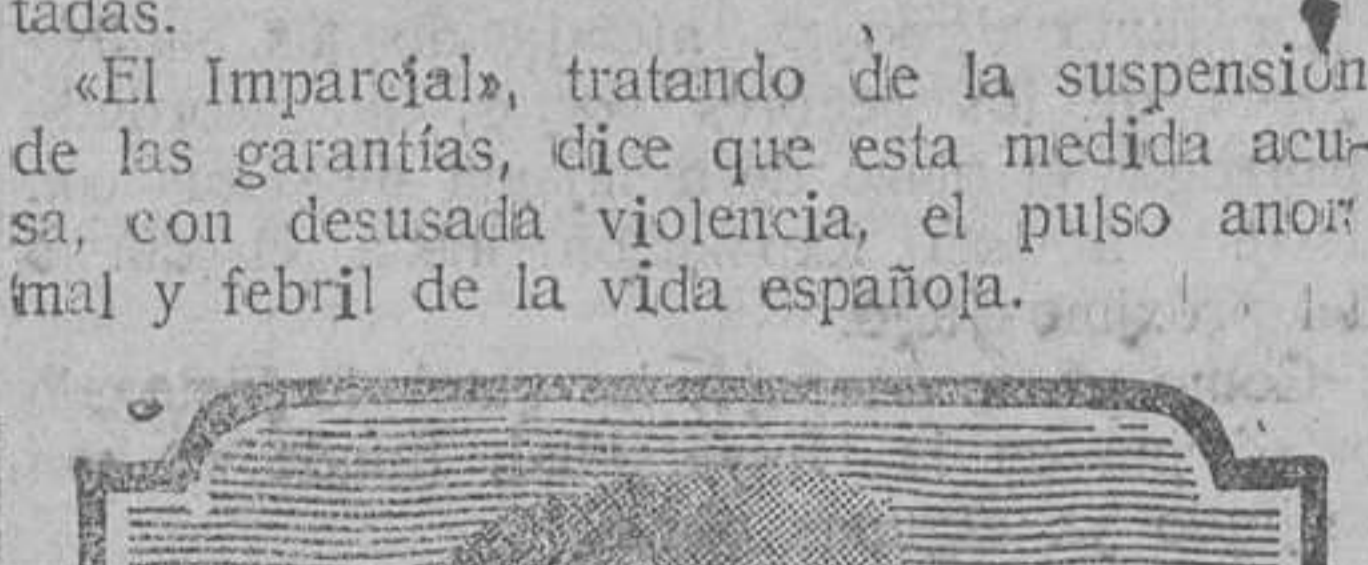 tadas.
«El Imparcial», tratando de la suspensión
de las garantías, dice que esta medida acu-
sa, con desusada violencia, el pulso anor
mal y febril de la vida española.